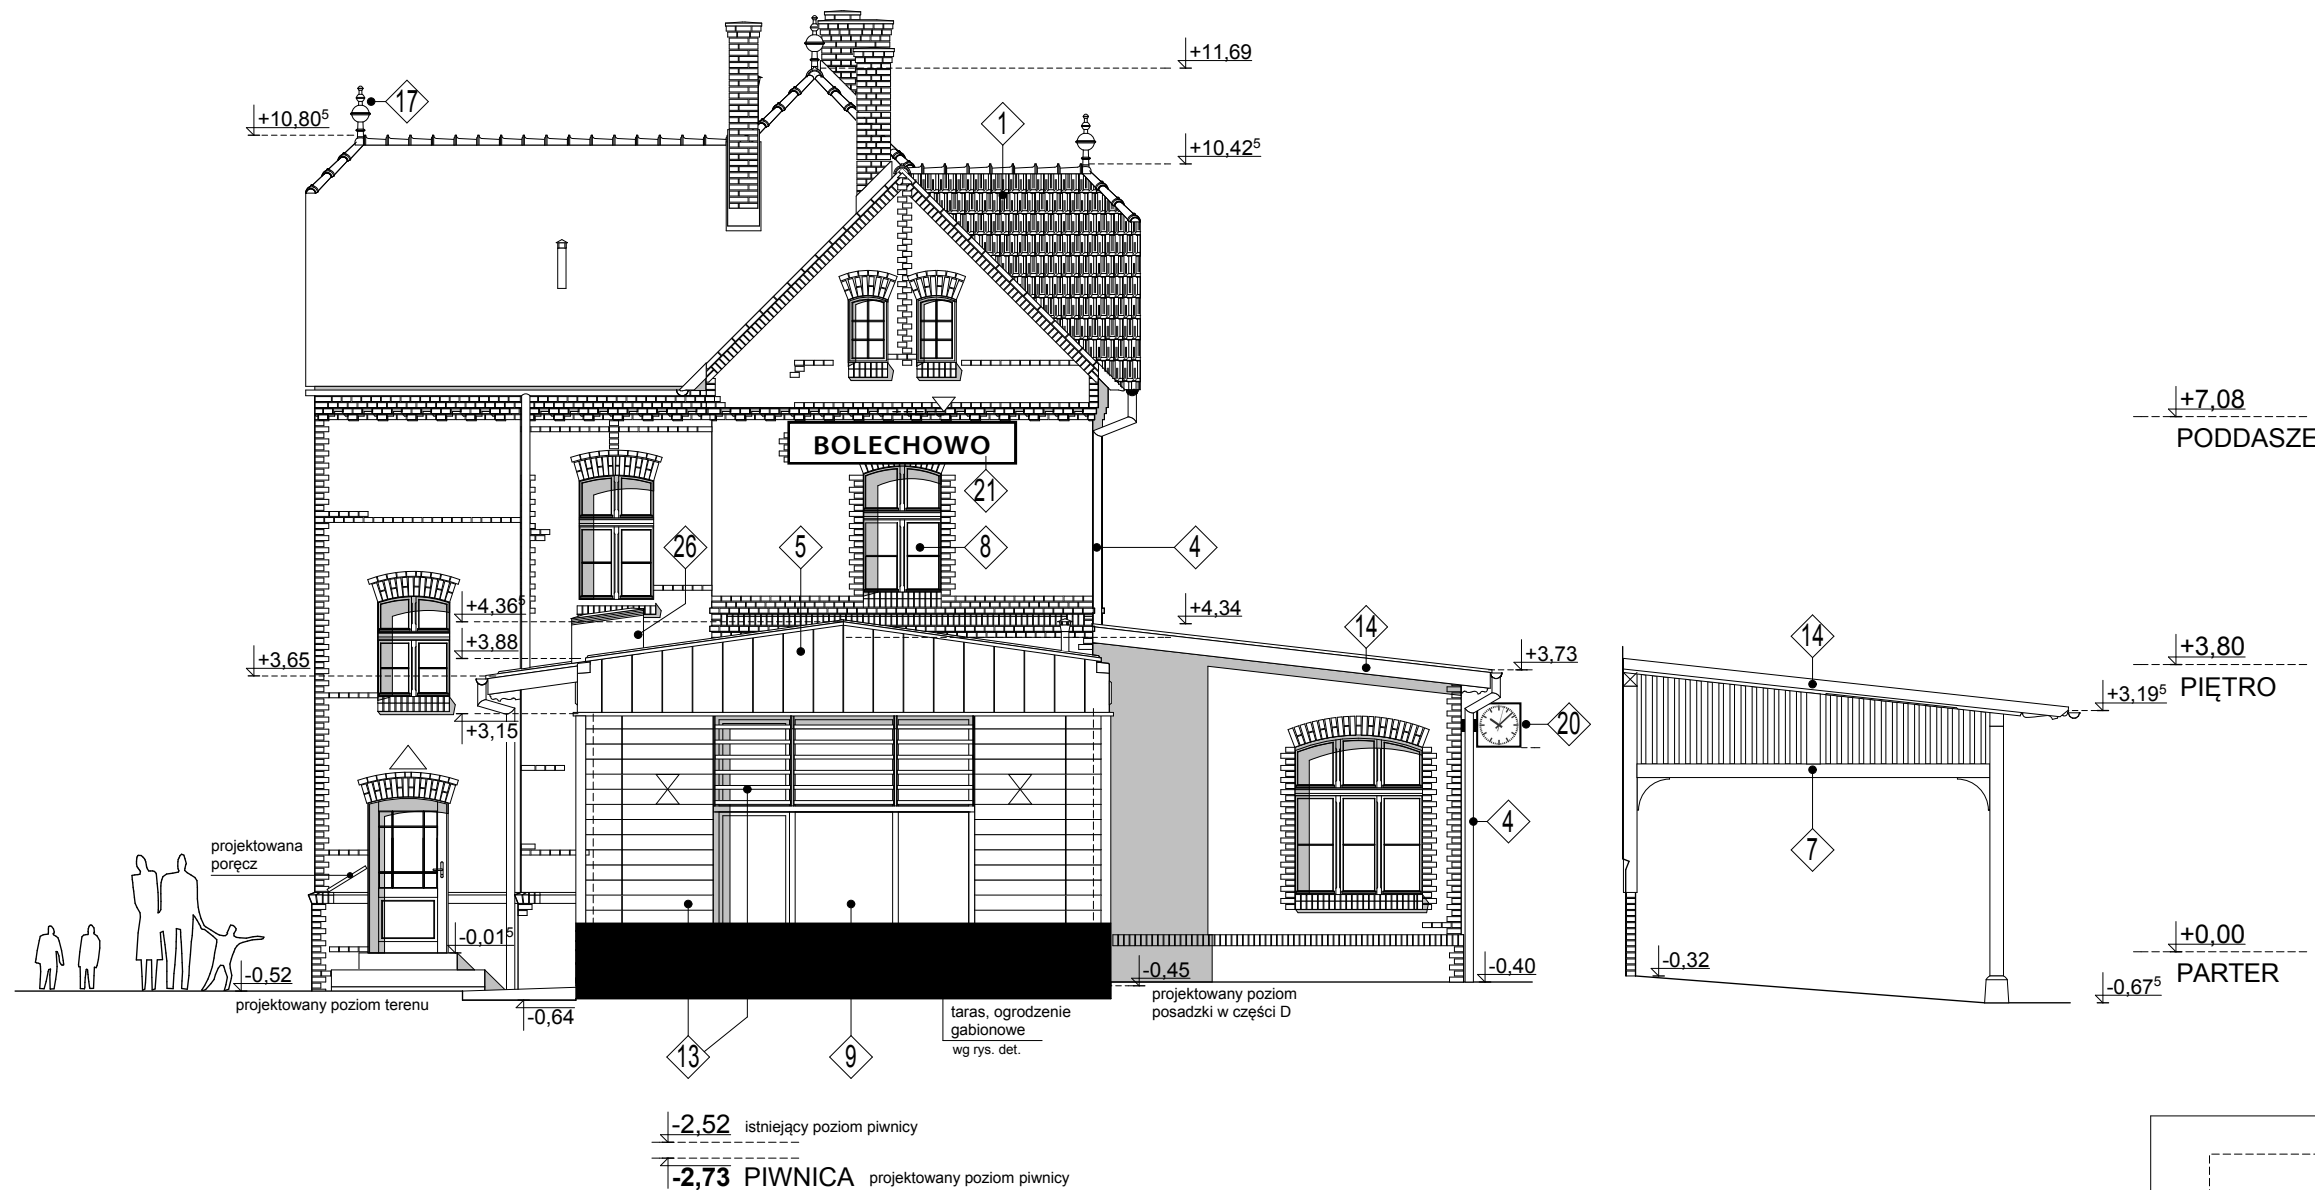 +11,69
17
+10,80⁵
1
+10,42⁵
+7,08
PODDASZE
BOLECHOWO
21
26
5
8
4
+4,36⁵
+4,34
14
14
+3,88
+3,65
+3,73
+3,80
PIĘTRO
+3,19⁵
+3,15
20
4
7
projektowana
poręcz
-0,01⁵
+0,00
PARTER
-0,52
-0,45
-0,40
-0,32
-0,67⁵
projektowany poziom terenu
-0,64
projektowany poziom
posadzki w części D
taras, ogrodzenie
gabionowe
wg rys. det.
13
9
-2,52 istniejący poziom piwnicy
-2,73 PIWNICA projektowany poziom piwnicy